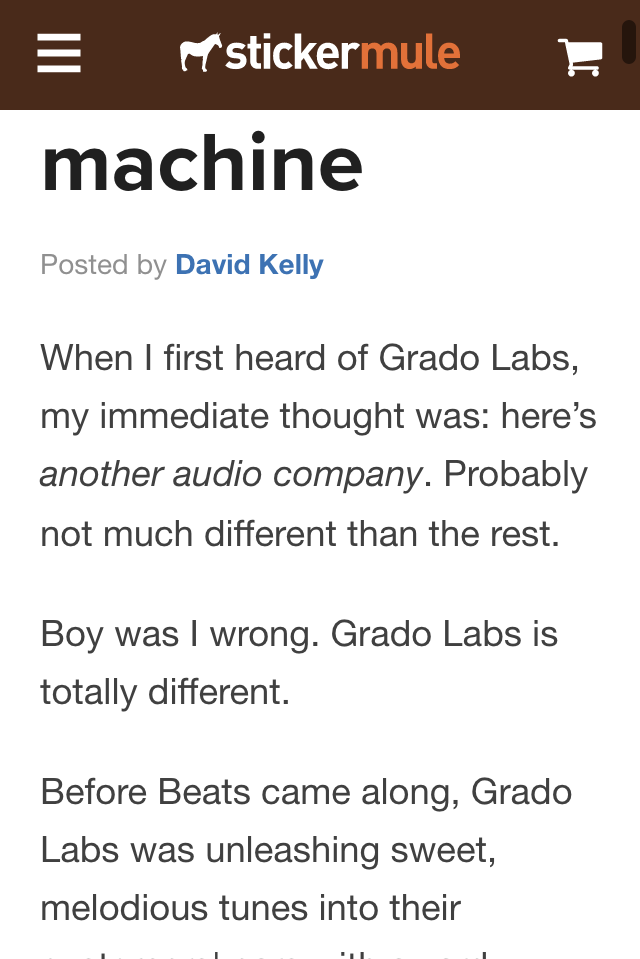 stickermule
machine
Posted by David Kelly
When I first heard of Grado Labs,
my immediate thought was: here’s
another audio company. Probably
not much different than the rest.
Boy was I wrong. Grado Labs is
totally different.
Before Beats came along, Grado
Labs was unleashing sweet,
melodious tunes into their